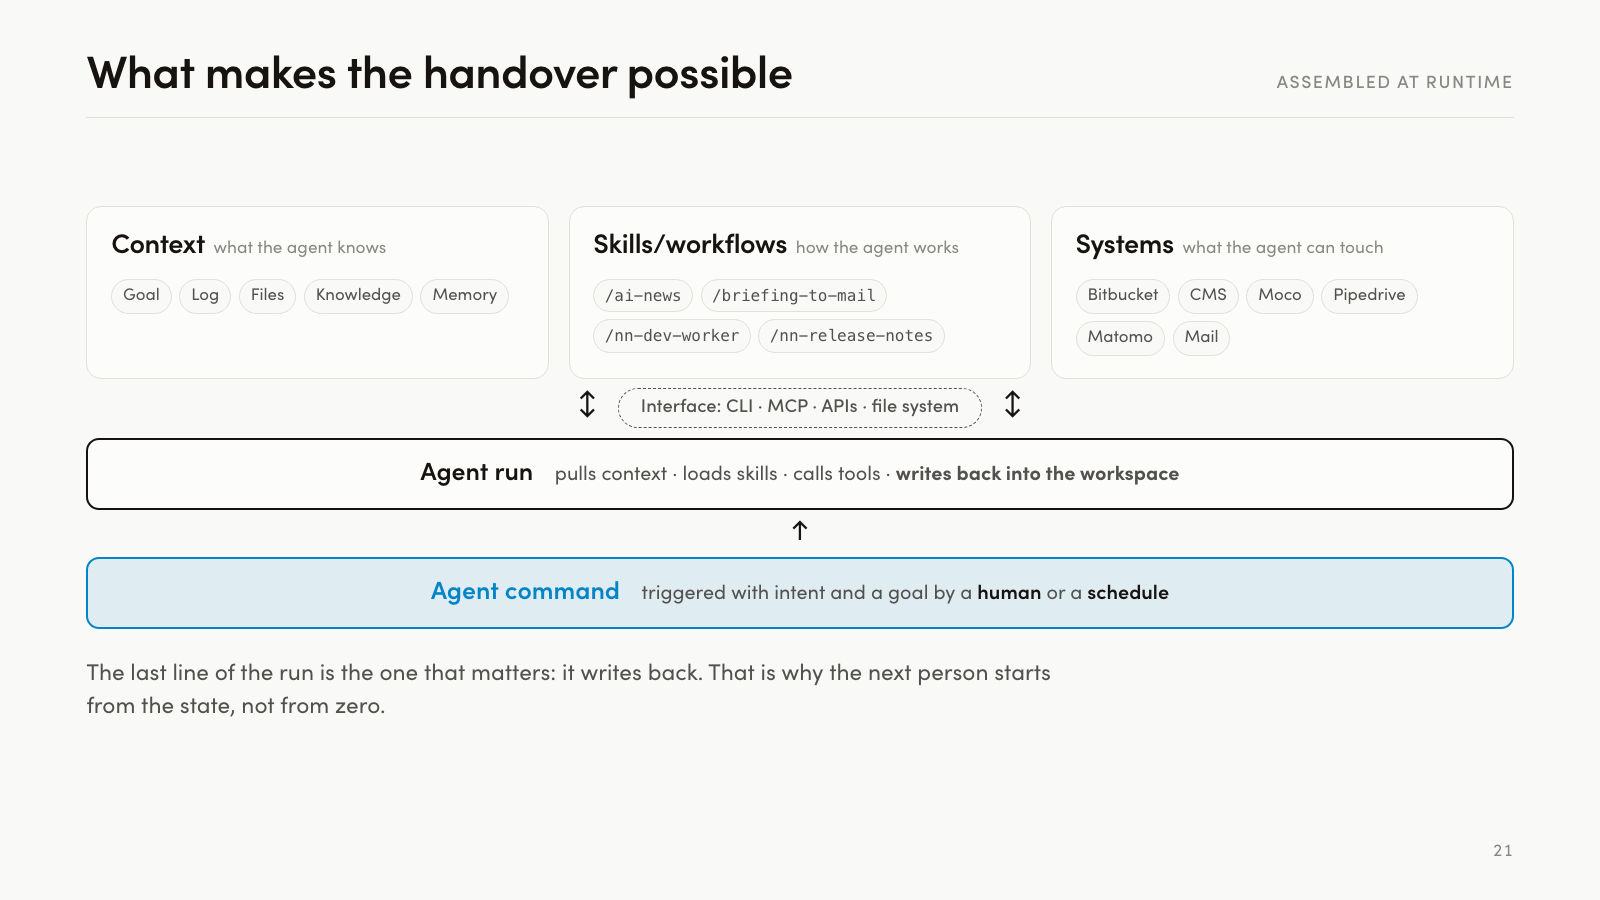 What makes the handover possible
ASSEMBLED AT RUNTIME
Context what the agent knows
Goal Log Files Knowledge Memory
Skills/workflows how the agent works
/ai-news /briefing-to-mail
/nn-dev-worker /nn-release-notes
Systems what the agent can touch
Bitbucket CMS Moco Pipedrive
Matomo Mail
↕ Interface: CLI · MCP · APIs · file system ↕
Agent run pulls context · loads skills · calls tools · writes back into the workspace
↑
Agent command triggered with intent and a goal by a human or a schedule
The last line of the run is the one that matters: it writes back. That is why the next person starts
from the state, not from zero.
21